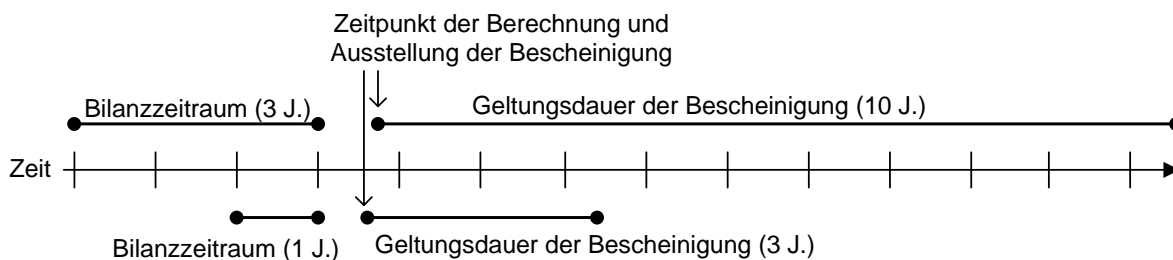 Zeitpunkt der Berechnung und
Ausstellung der Bescheinigung
Bilanzzeitraum (3 J.)
Geltungsdauer der Bescheinigung (10 J.)
Zeit
Bilanzzeitraum (1 J.)
Geltungsdauer der Bescheinigung (3 J.)